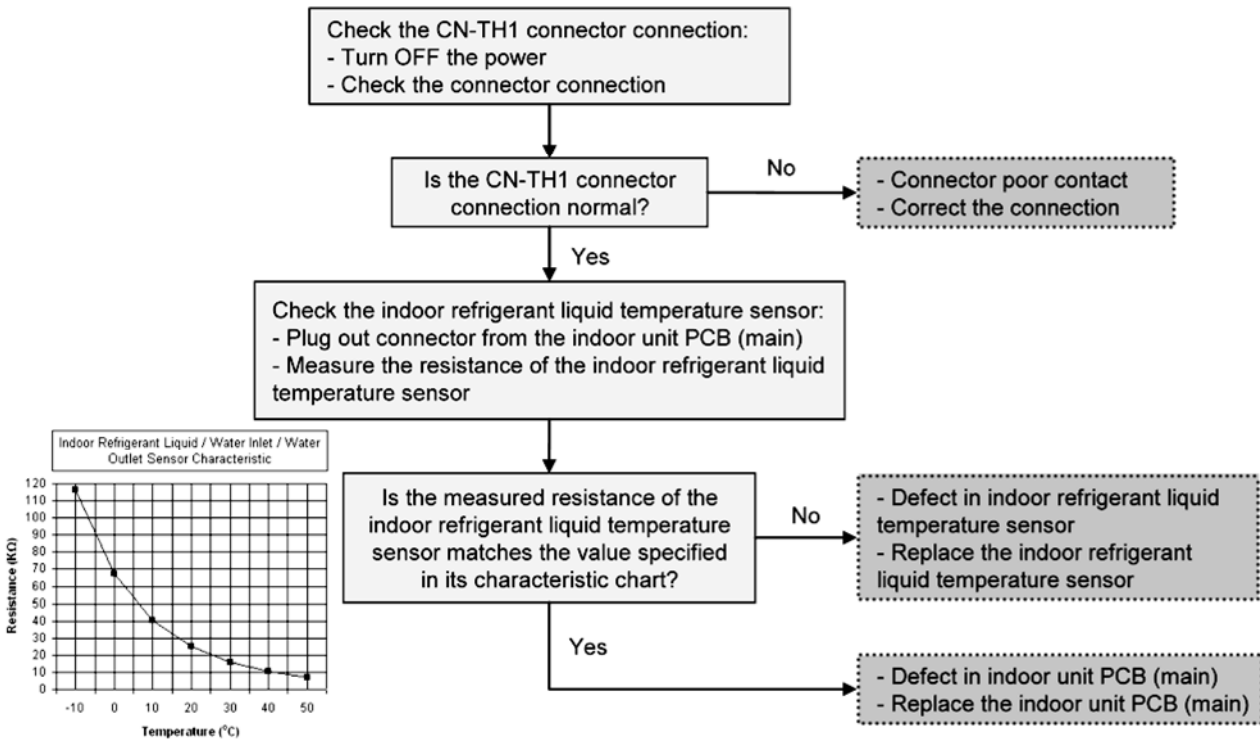 Check the CN-TH1 connector connection:
- Turn OFF the power
- Check the connector connection
Is the CN-TH1 connector
connection normal?
No
- Connector poor contact
- Correct the connection
Yes
Check the indoor refrigerant liquid temperature sensor:
- Plug out connector from the indoor unit PCB (main)
- Measure the resistance of the indoor refrigerant liquid
temperature sensor
Indoor Refrigerant Liquid / Water Inlet / Water
Outlet Sensor Characteristic
Resistance (KΩ)
120
110
100
90
80
70
60
50
40
30
20
10
0
-10 0 10 20 30 40 50
Temperature (°C)
Is the measured resistance of the
indoor refrigerant liquid temperature
sensor matches the value specified
in its characteristic chart?
No
- Defect in indoor refrigerant liquid
temperature sensor
- Replace the indoor refrigerant
liquid temperature sensor
Yes
- Defect in indoor unit PCB (main)
- Replace the indoor unit PCB (main)